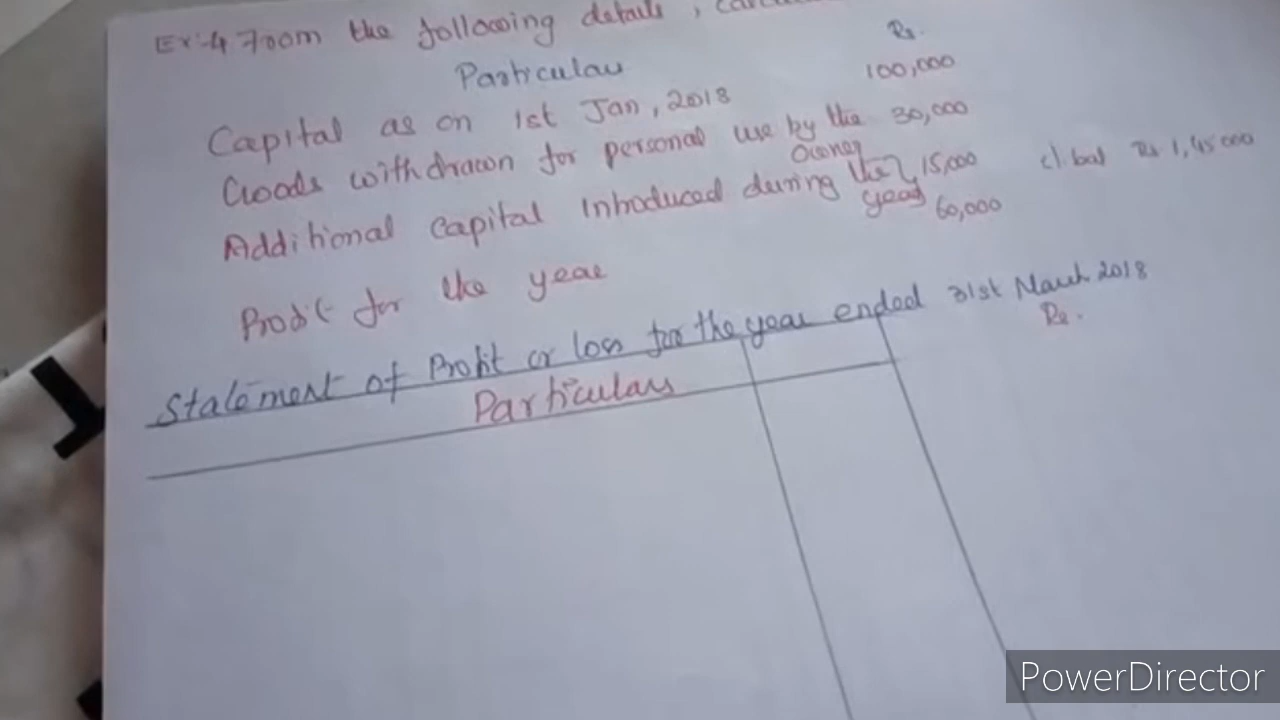 Ex:-4 From the following details,
Rs.
Particulars
Capital as on 1st Jan, 2018 100,000
Goods withdrawn for personal use by the owner 30,000
Additional capital introduced during the year 15,000
cl. bal Rs 1,45000
Profit for the year 60,000
Statement of Profit or loss for the year ended 31st March 2018
Particulars
Rs.
PowerDirector